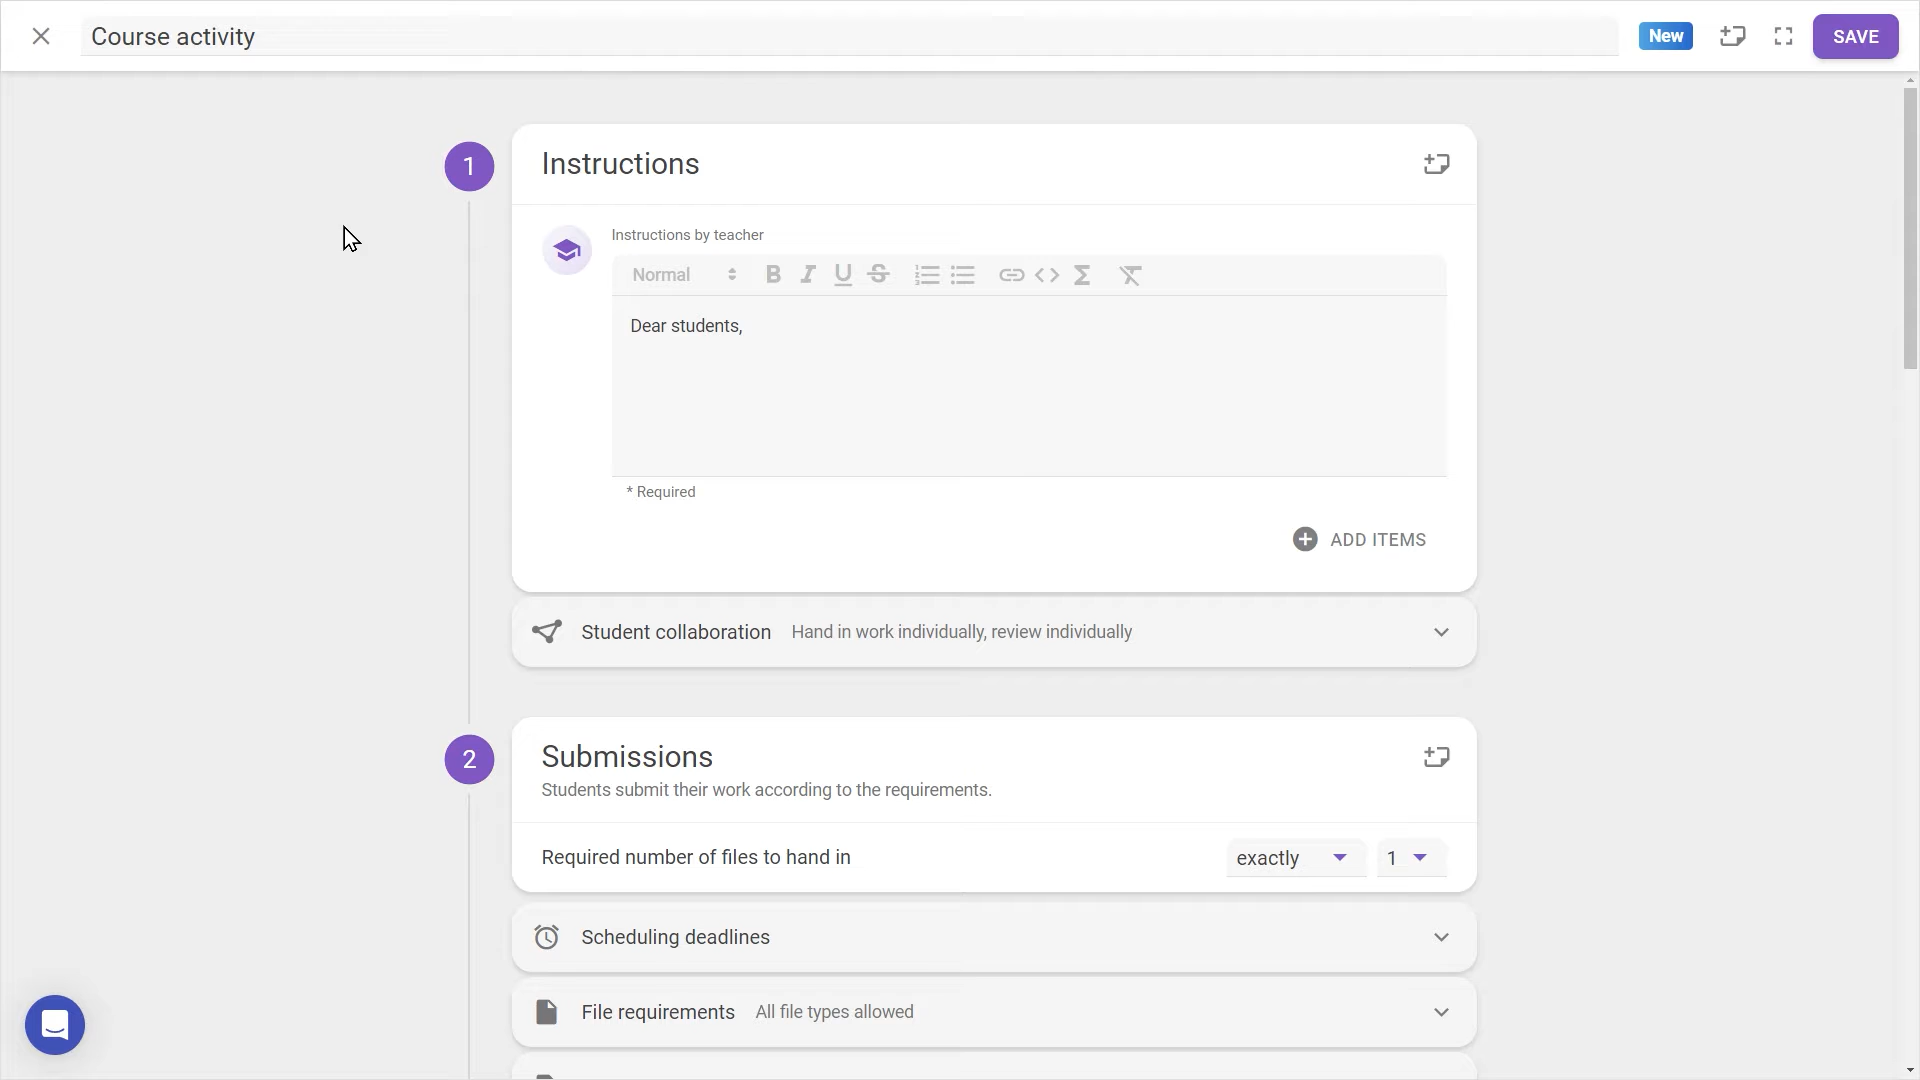 Course activity
New
SAVE
1
Instructions
Instructions by teacher
Normal
Dear students,
* Required
ADD ITEMS
Student collaboration Hand in work individually, review individually
2
Submissions
Students submit their work according to the requirements.
Required number of files to hand in exactly 1
Scheduling deadlines
File requirements All file types allowed